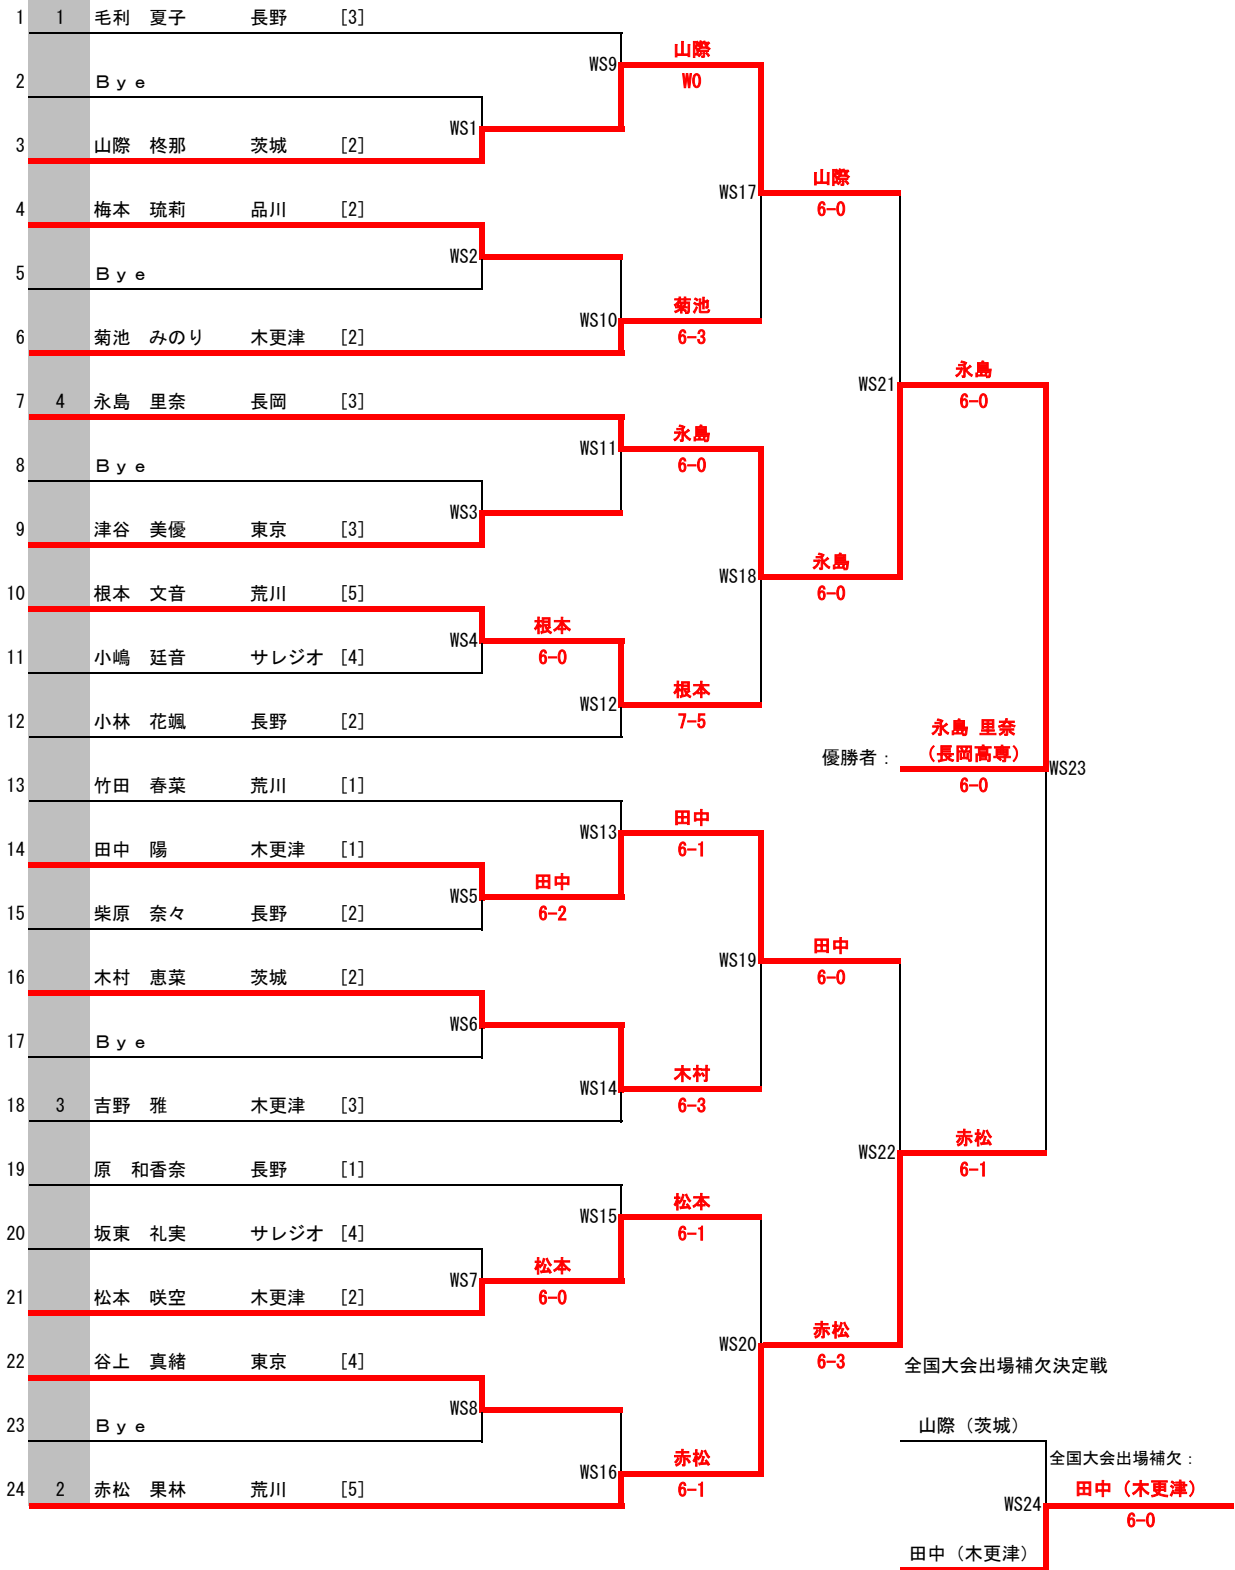 1 1 毛利 夏子 長野 [3]
山際
WS9
W0
2 Ｂｙｅ
WS1
3 山際 柊那 茨城 [2]
山際
WS17
6-0
4 梅本 琉莉 品川 [2]
WS2
5 Ｂｙｅ
菊池
WS10
6-3
6 菊池 みのり 木更津 [2]
永島
WS21
6-0
7 4 永島 里奈 長岡 [3]
永島
WS11
6-0
8 Ｂｙｅ
WS3
9 津谷 美優 東京 [3]
永島
WS18
6-0
10 根本 文音 荒川 [5]
根本
WS4
6-0
11 小嶋 廷音 サレジオ [4]
根本
WS12
7-5
12 小林 花颯 長野 [2]
永島 里奈
優勝者： （長岡高専）
WS23
6-0
13 竹田 春菜 荒川 [1]
田中
WS13
6-1
14 田中 陽 木更津 [1]
田中
WS5
6-2
15 柴原 奈々 長野 [2]
田中
WS19
6-0
16 木村 恵菜 茨城 [2]
WS6
17 Ｂｙｅ
木村
WS14
6-3
18 3 吉野 雅 木更津 [3]
赤松
WS22
6-1
19 原 和香奈 長野 [1]
松本
WS15
6-1
20 坂東 礼実 サレジオ [4]
松本
WS7
6-0
21 松本 咲空 木更津 [2]
赤松
WS20
6-3
22 谷上 真緒 東京 [4]
全国大会出場補欠決定戦
WS8
23 Ｂｙｅ
山際（茨城）
赤松
WS16
6-1
24 2 赤松 果林 荒川 [5]
全国大会出場補欠：
田中（木更津）
WS24
6-0
田中（木更津）